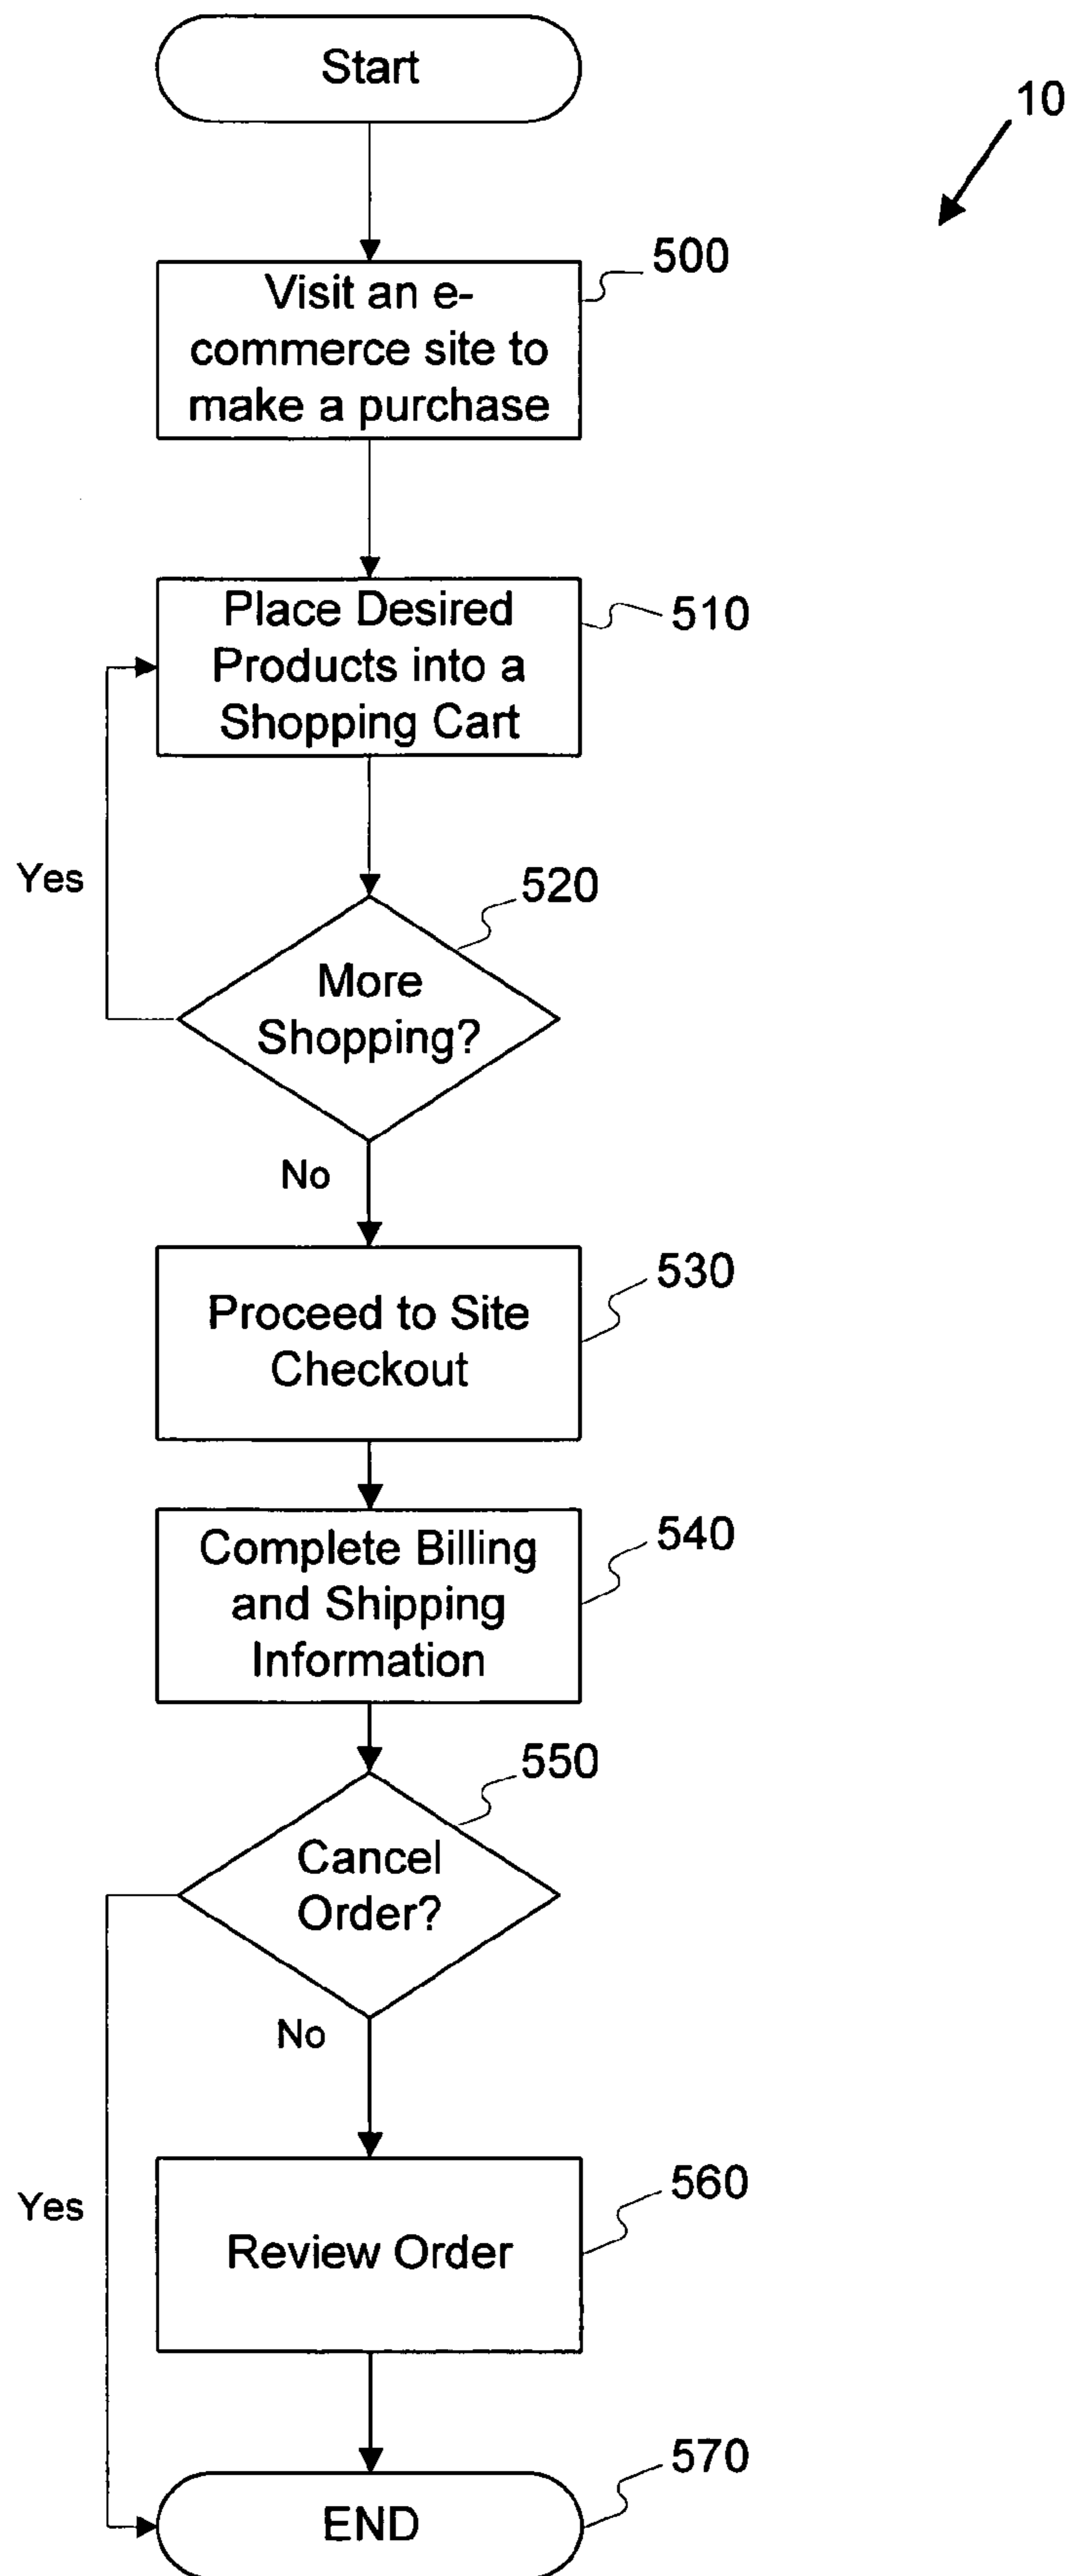 Start
10
500
Visit an e-
commerce site to
make a purchase
510
Place Desired
Products into a
Shopping Cart
Yes
520
More
Shopping?
No
530
Proceed to Site
Checkout
540
Complete Billing
and Shipping
Information
550
Cancel
Order?
No
560
Yes
Review Order
570
END